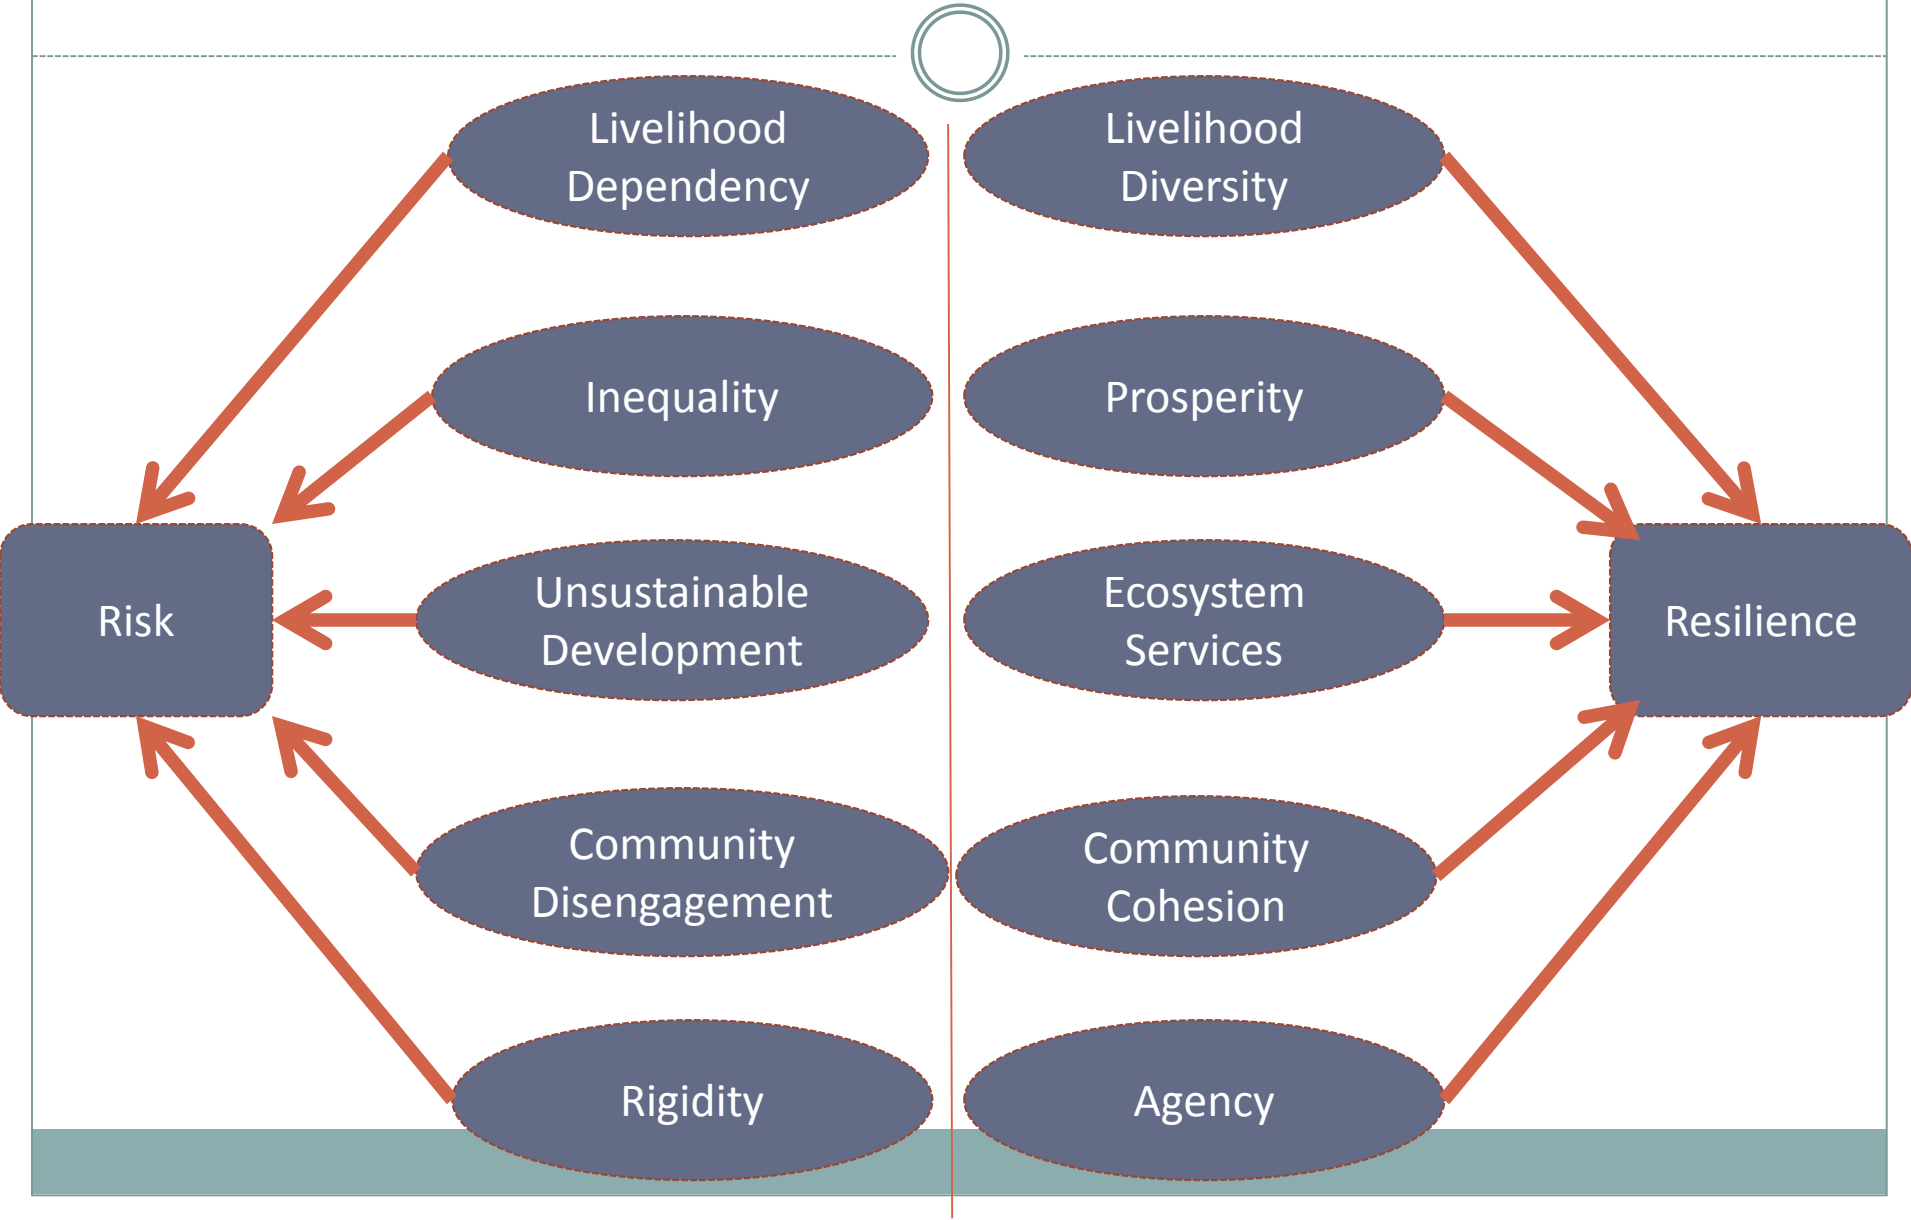 Livelihood
Dependency
Livelihood
Diversity
Inequality
Prosperity
Risk
Unsustainable
Development
Ecosystem
Services
Resilience
Community
Disengagement
Community
Cohesion
Rigidity
Agency